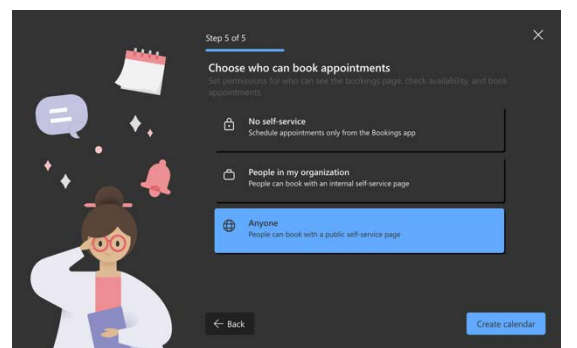 Step 5 of 5
Choose who can book appointments
Set permissions for who can see the bookings page, check availability, and book
appointments.
No self-service
Schedule appointments only from the Bookings app
People in my organization
People can book with an internal self-service page
Anyone
People can book with a public self-service page
Back
Create calendar